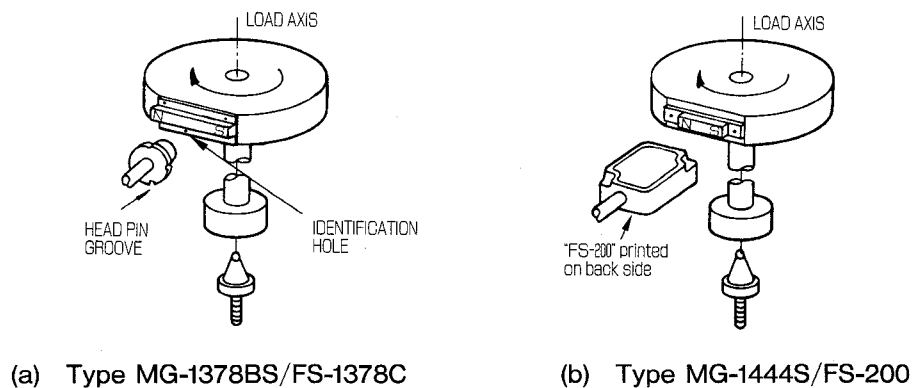 LOAD AXIS
N
S
HEAD PIN
GROOVE
IDENTIFICATION
HOLE
(a) Type MG-1378BS/FS-1378C
LOAD AXIS
N
S
"FS-200" printed
on back side
(b) Type MG-1444S/FS-200